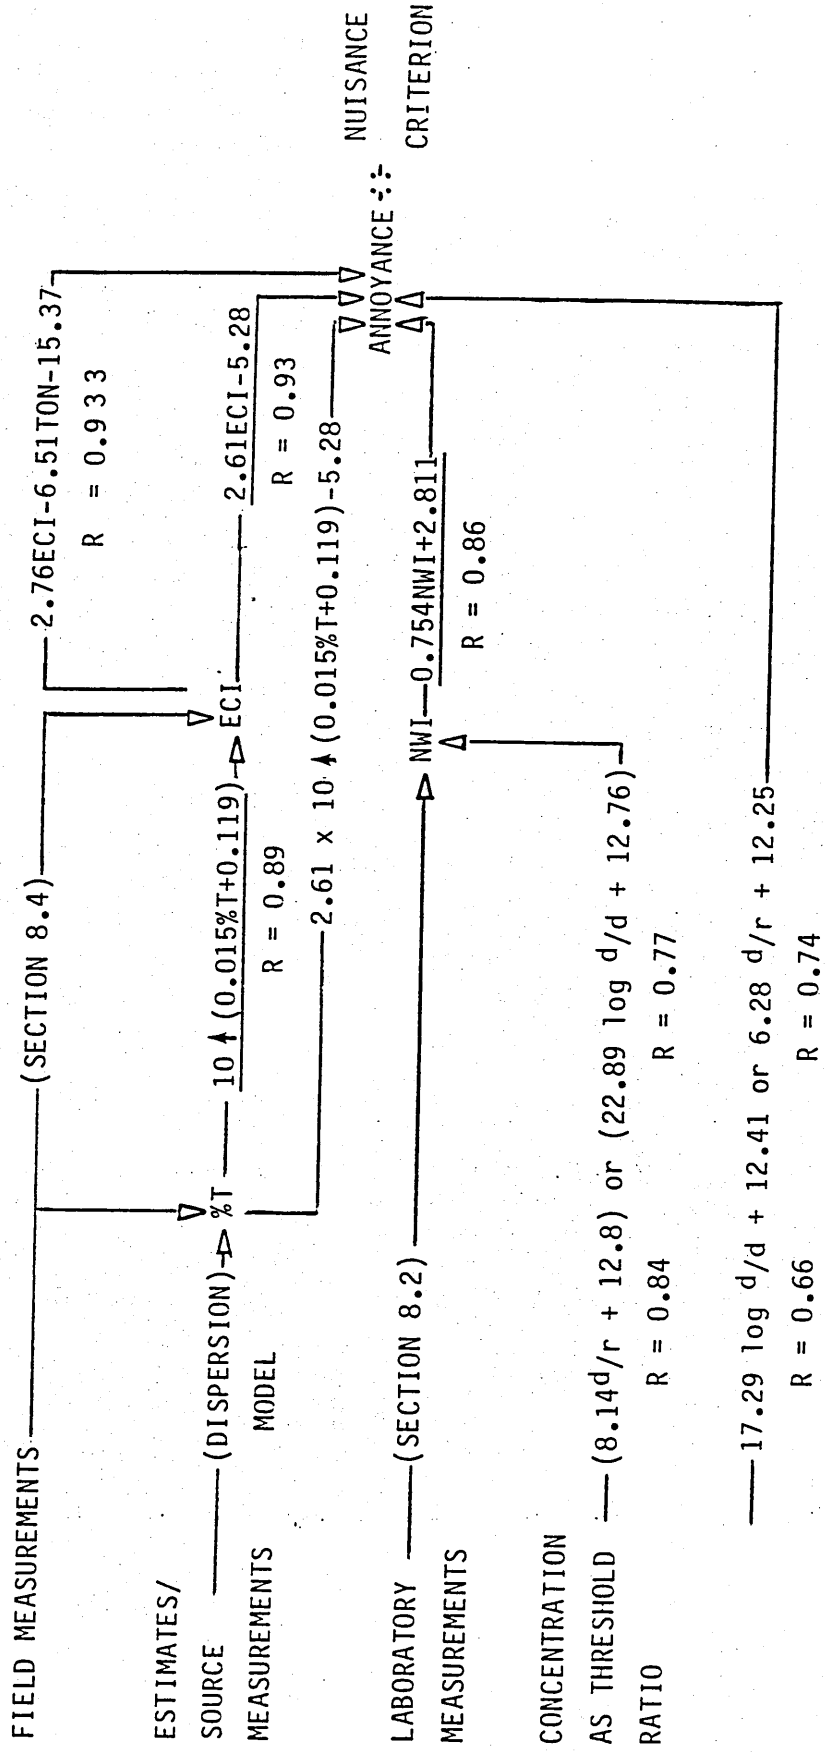 FIELD MEASUREMENTS (SECTION 8.4) 2.76ECI-6.51TON-15.37
R = 0.933
ESTIMATES/
SOURCE (DISPERSION) %T 10 ↑ (0.015%T+0.119) ECI 2.61ECI-5.28
MEASUREMENTS MODEL R = 0.89 R = 0.93
2.61 x 10 ↑ (0.015%T+0.119)-5.28
NUISANCE
ANNOYANCE ∹
CRITERION
LABORATORY (SECTION 8.2) NWI 0.754NWI+2.811
MEASUREMENTS R = 0.86
CONCENTRATION
AS THRESHOLD (8.14d/r + 12.8) or (22.89 log d/d + 12.76)
RATIO R = 0.84 R = 0.77
17.29 log d/d + 12.41 or 6.28 d/r + 12.25
R = 0.66 R = 0.74